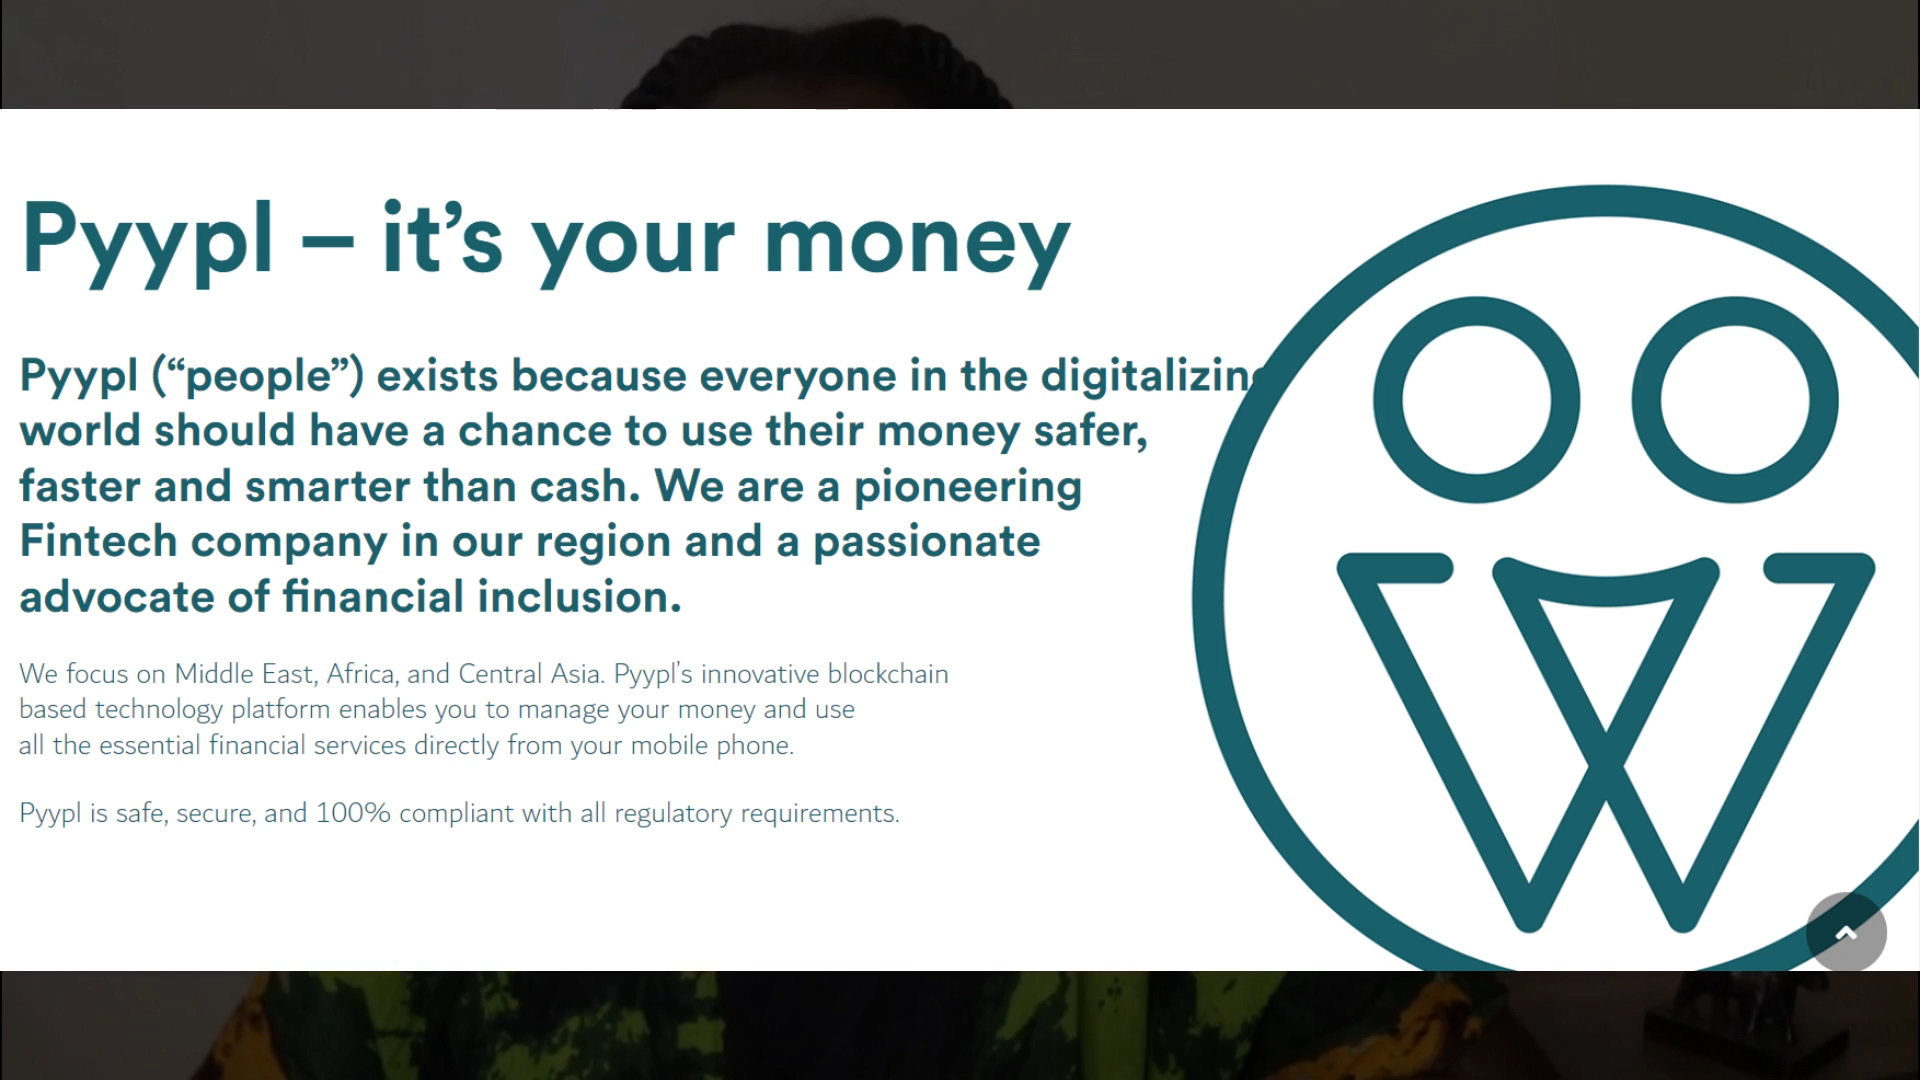 Pyypl – it’s your money
Pyypl (“people”) exists because everyone in the digitalizing
world should have a chance to use their money safer,
faster and smarter than cash. We are a pioneering
Fintech company in our region and a passionate
advocate of financial inclusion.
We focus on Middle East, Africa, and Central Asia. Pyypl’s innovative blockchain
based technology platform enables you to manage your money and use
all the essential financial services directly from your mobile phone.
Pyypl is safe, secure, and 100% compliant with all regulatory requirements.